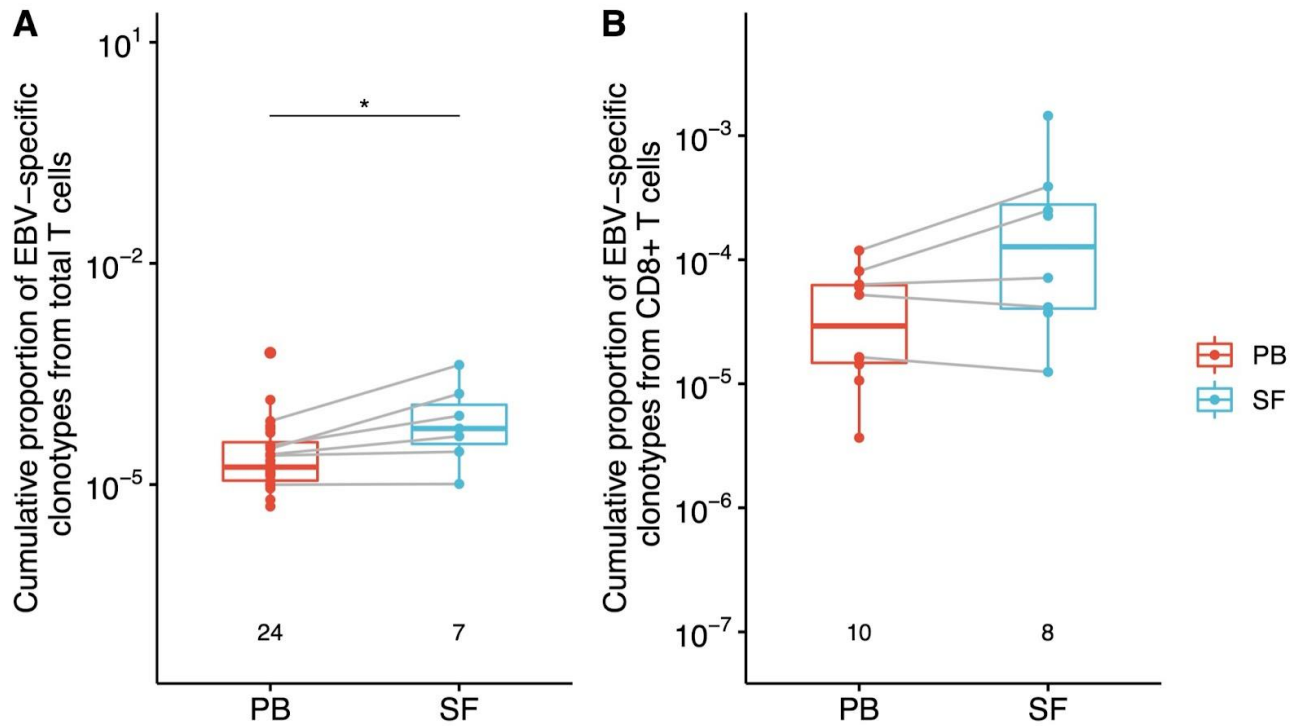 A
Cumulative proportion of EBV−specific
clonotypes from total T cells
10¹
10⁻²
10⁻⁵
*
24
7
PB
SF
B
Cumulative proportion of EBV−specific
clonotypes from CD8+ T cells
10⁻³
10⁻⁴
10⁻⁵
10⁻⁶
10⁻⁷
10
8
PB
SF
PB
SF